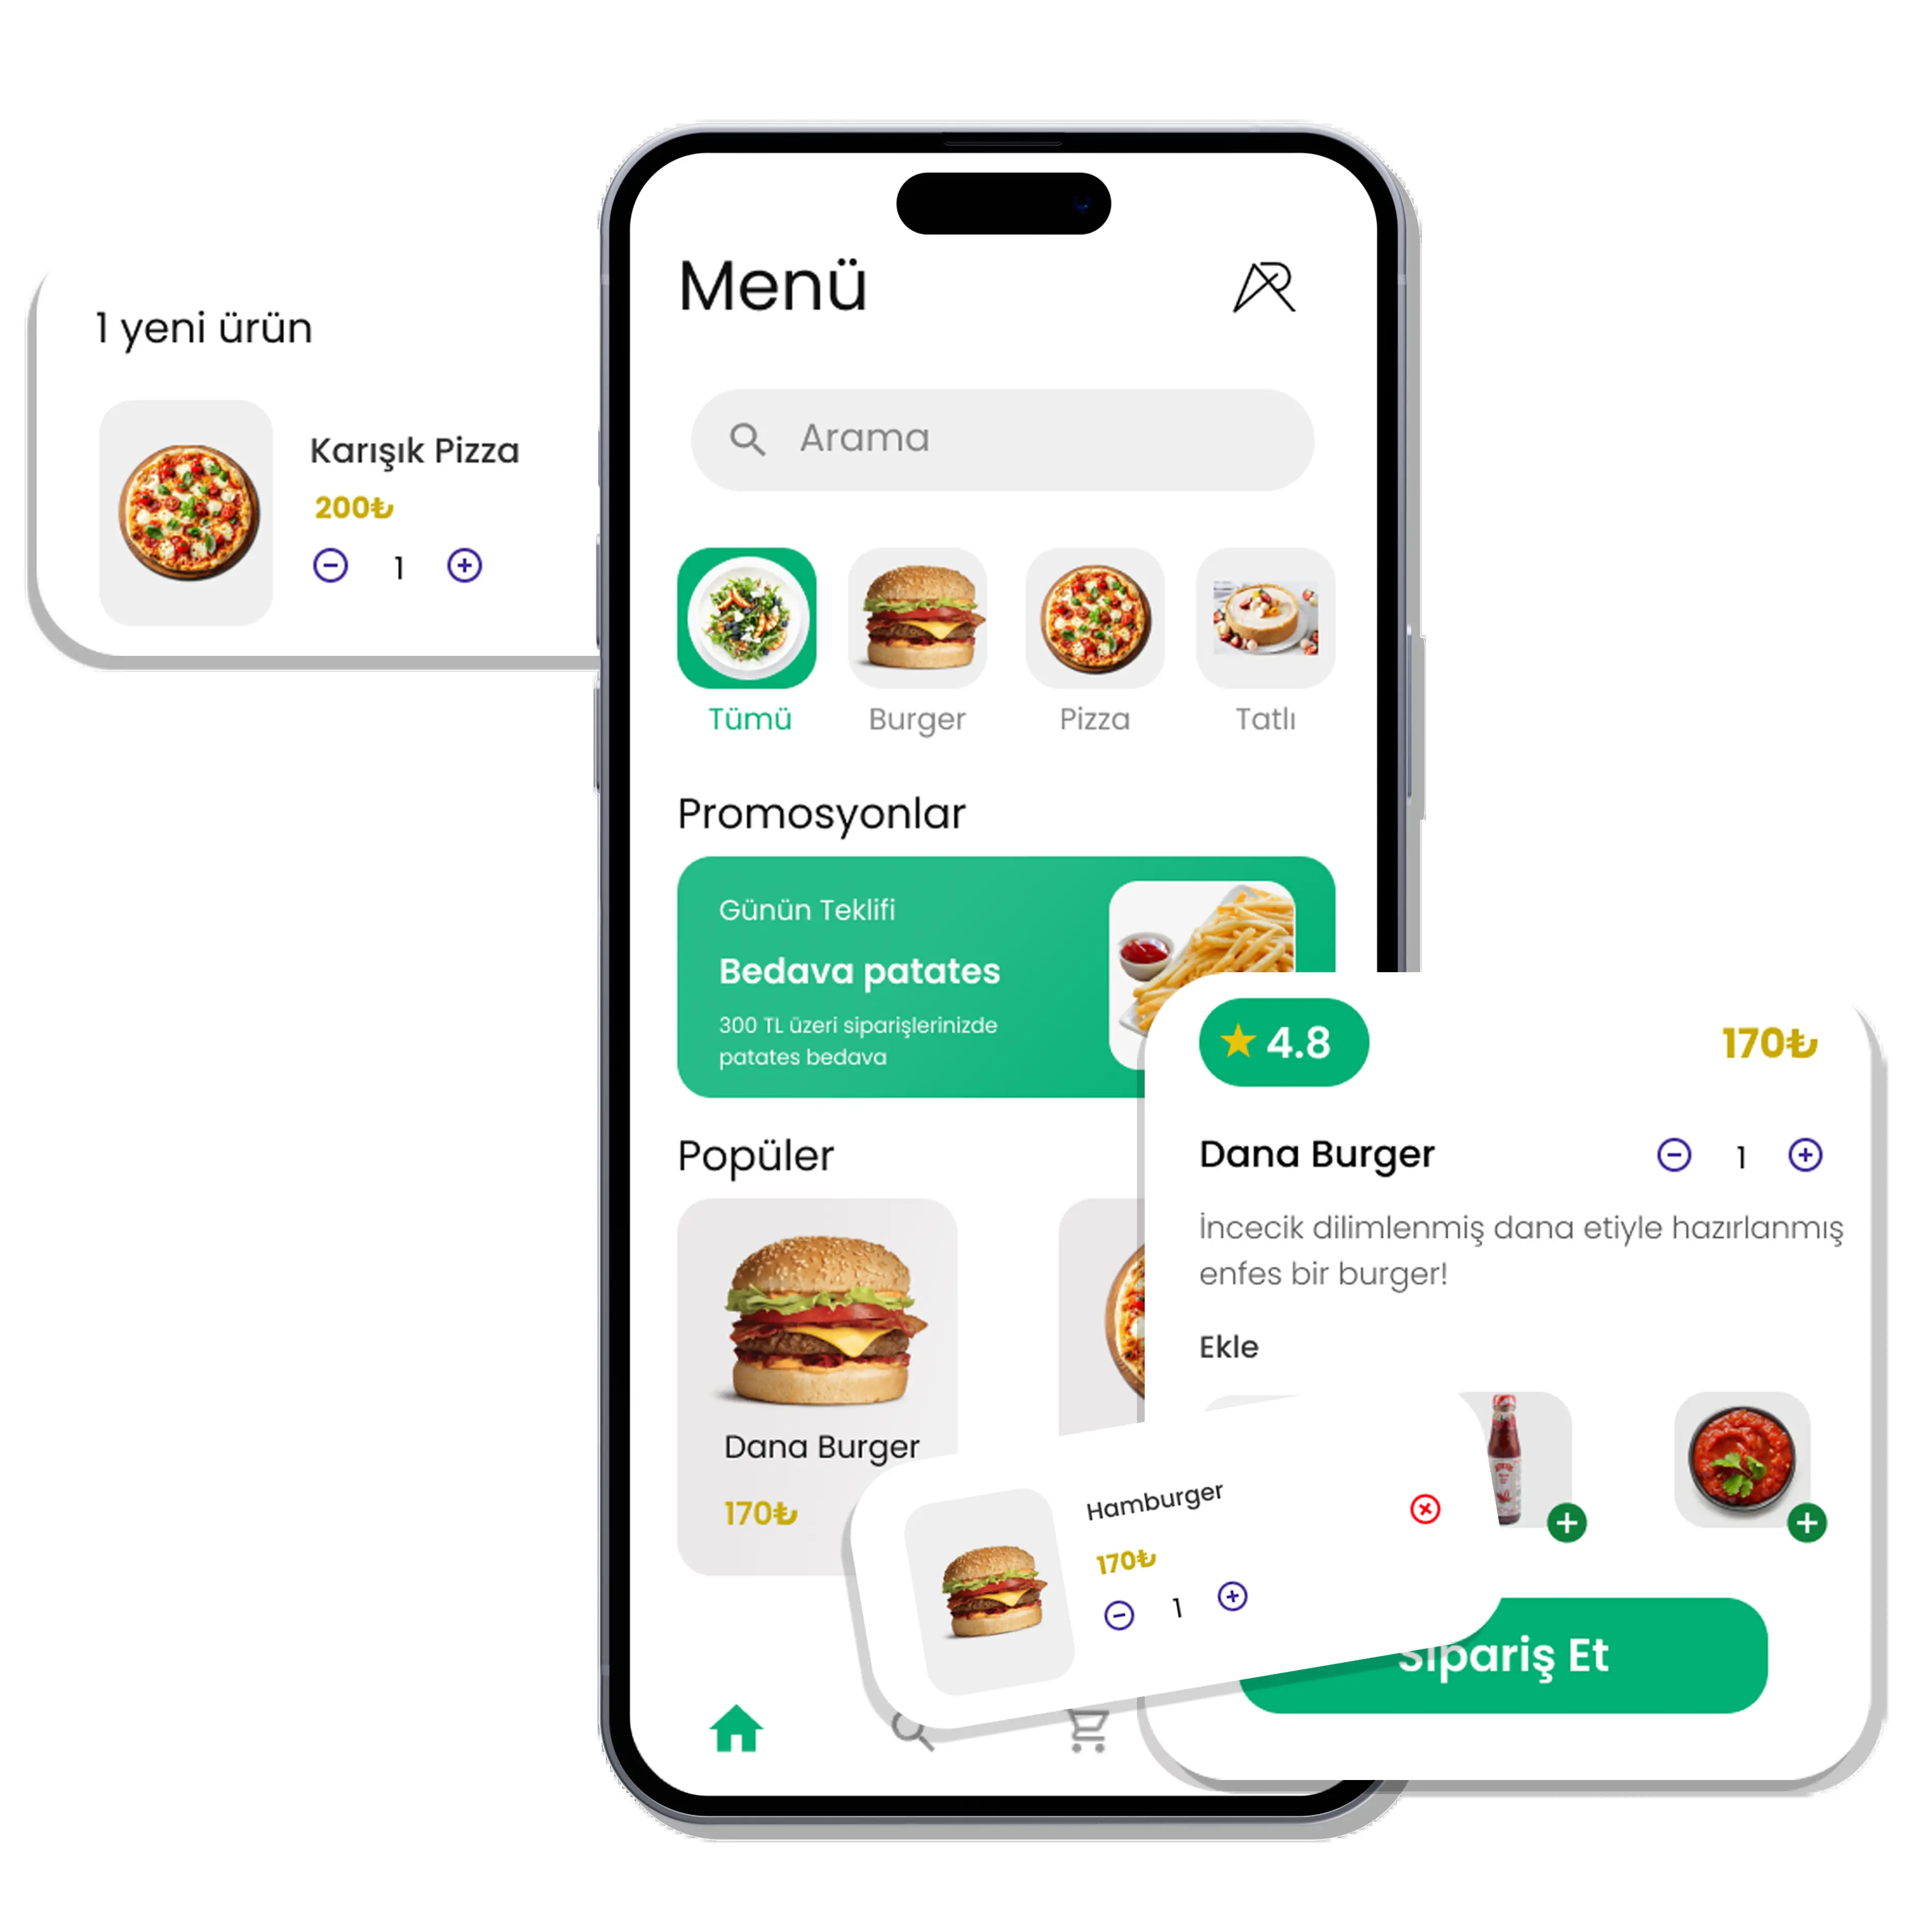 1 yeni ürün
Karışık Pizza
200₺
1
Menü
Arama
Tümü
Burger
Pizza
Tatlı
Promosyonlar
Günün Teklifi
Bedava patates
300 TL üzeri siparişlerinizde
patates bedava
Popüler
Dana Burger
170₺
4.8
170₺
Dana Burger
1
İncecik dilimlenmiş dana etiyle hazırlanmış
enfes bir burger!
Ekle
Hamburger
170₺
1
Sipariş Et